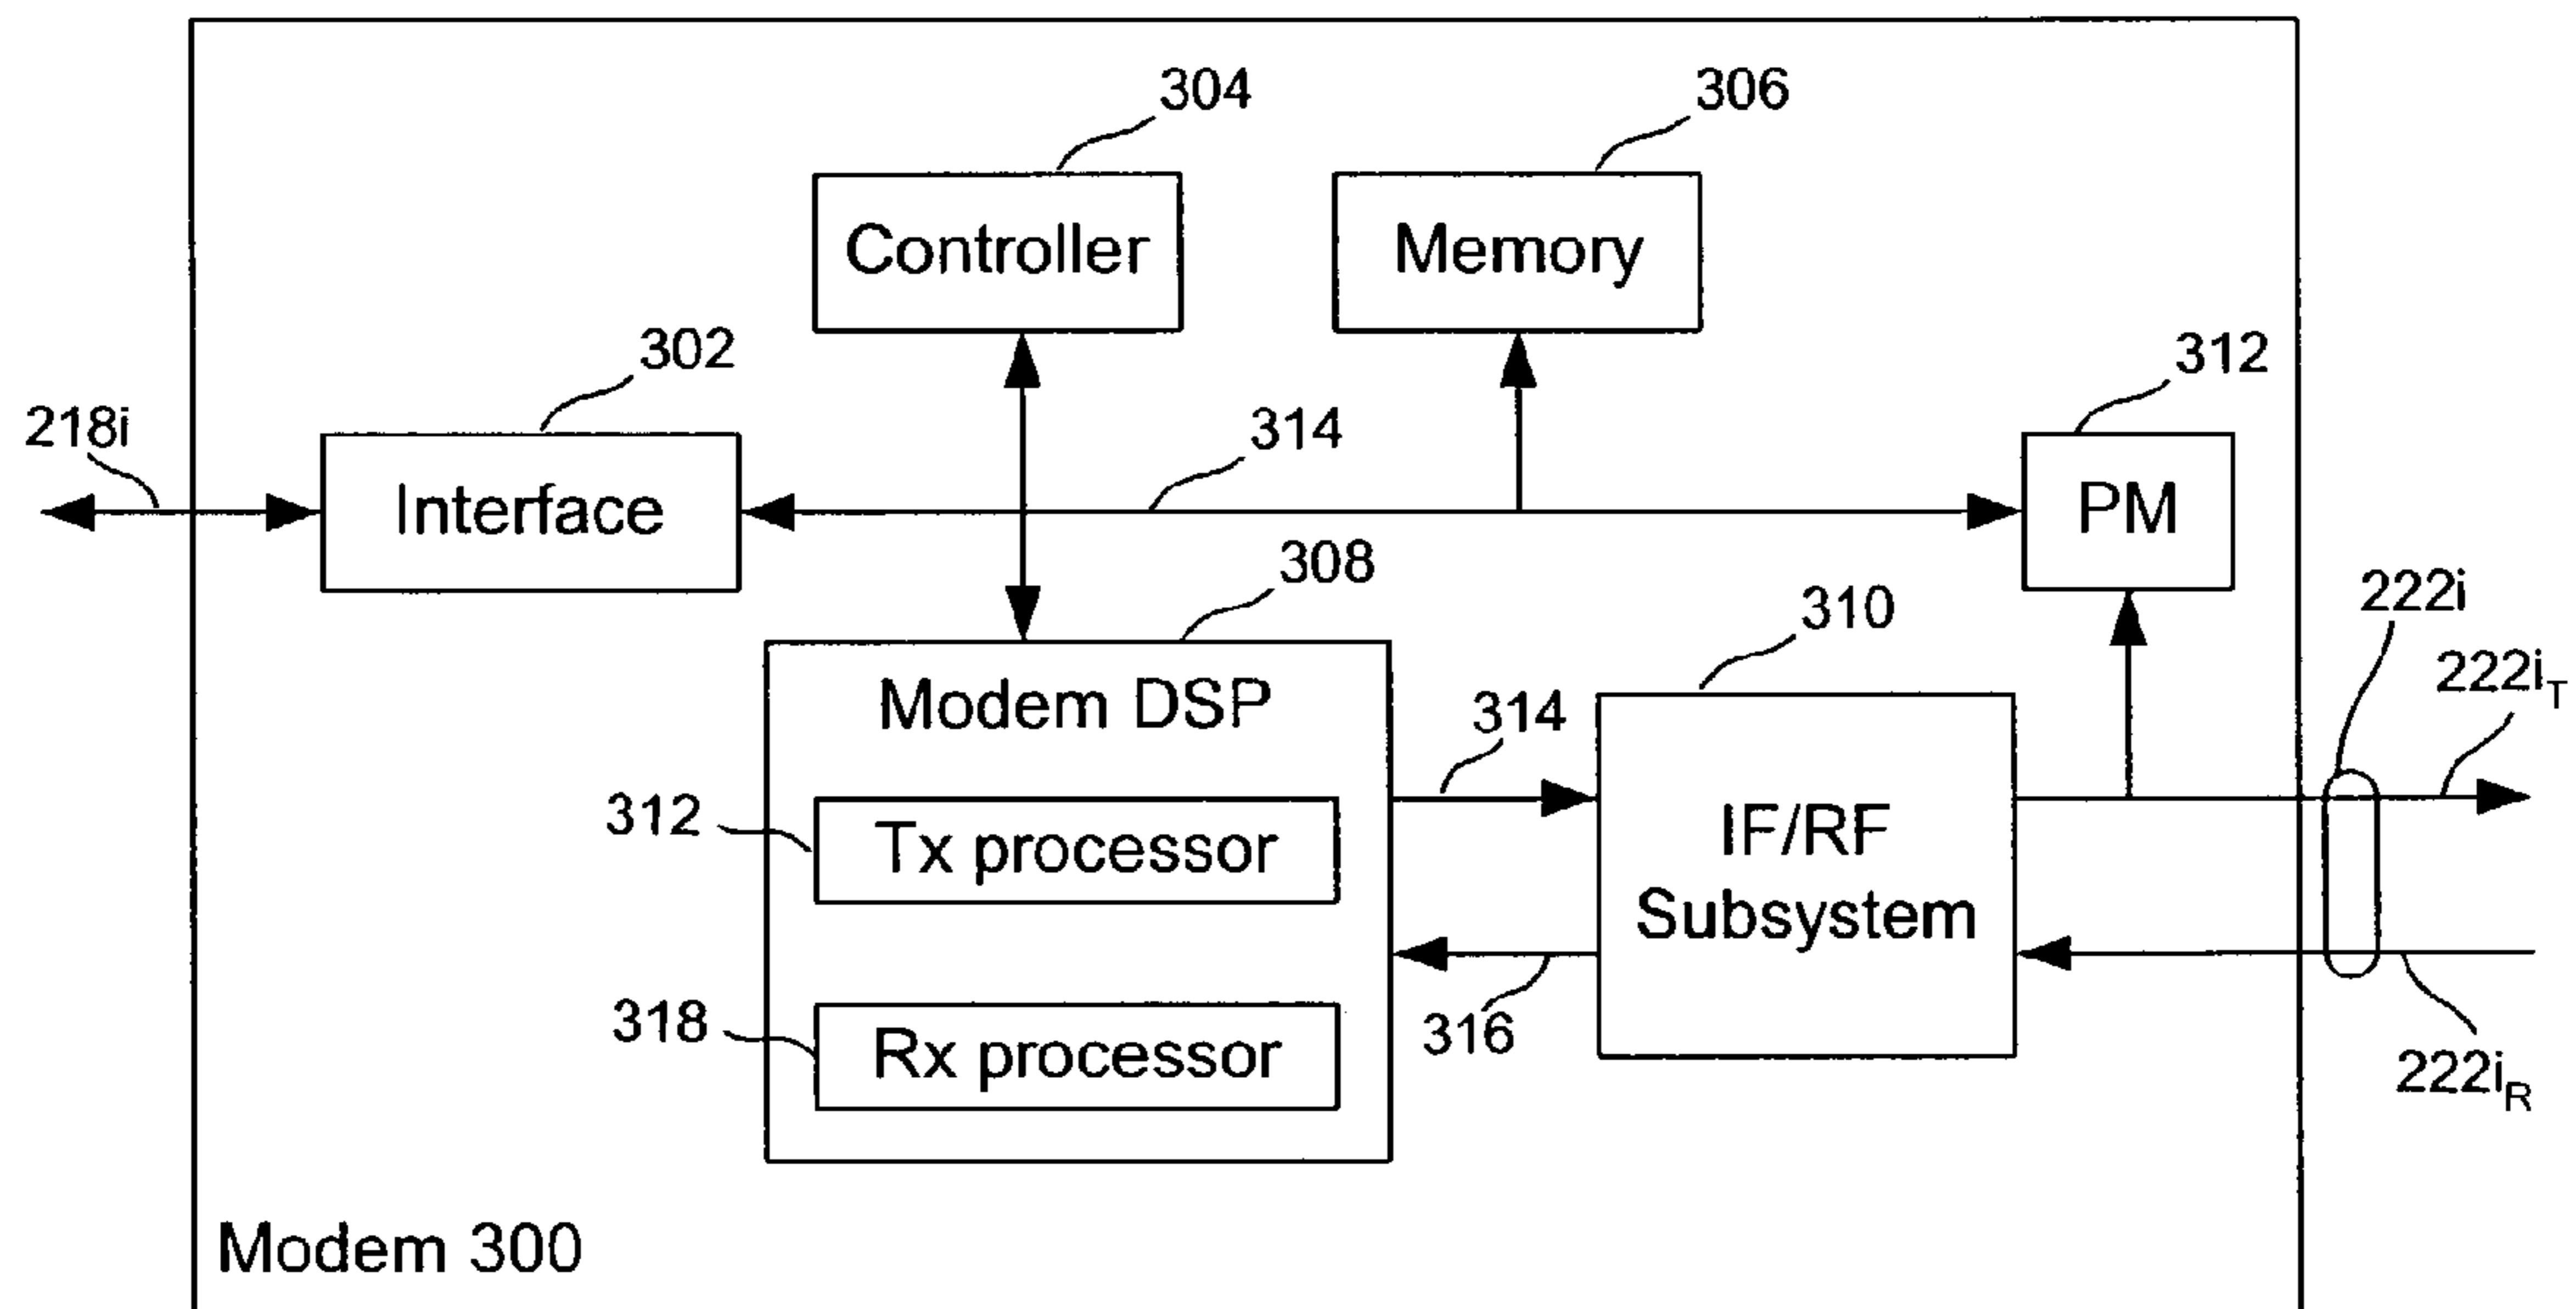 304
306
Controller
Memory
302
312
218i
314
Interface
PM
308
222i
310
222iT
Modem DSP
314
312
Tx processor
IF/RF
Subsystem
318
Rx processor
316
222iR
Modem 300